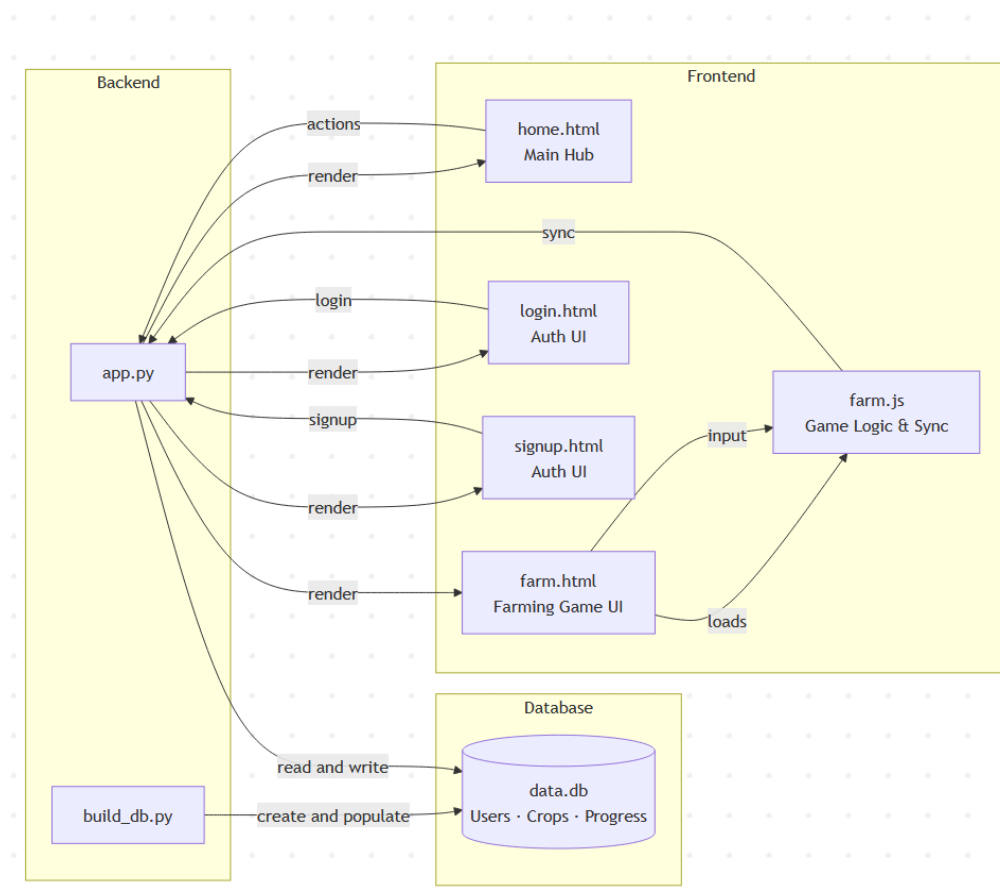 Backend
Frontend
home.html
Main Hub
actions
render
sync
login
login.html
Auth UI
render
app.py
signup
signup.html
Auth UI
render
input
farm.js
Game Logic & Sync
farm.html
Farming Game UI
render
loads
Database
read and write
data.db
Users · Crops · Progress
build_db.py
create and populate